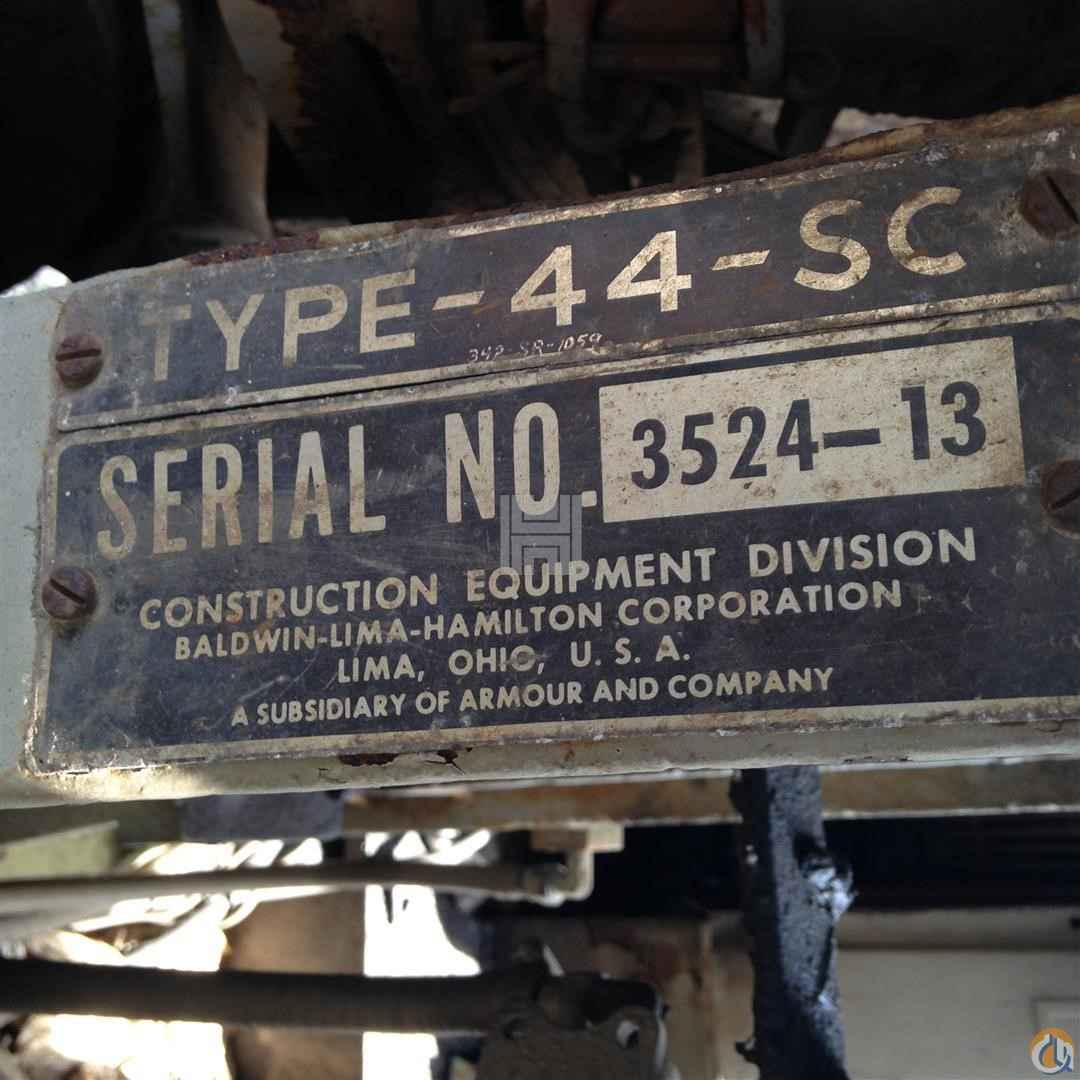 TYPE-44-SC
342-SR-1059
SERIAL NO. 3524-13
CONSTRUCTION EQUIPMENT DIVISION
BALDWIN-LIMA-HAMILTON CORPORATION
LIMA, OHIO, U. S. A.
A SUBSIDIARY OF ARMOUR AND COMPANY